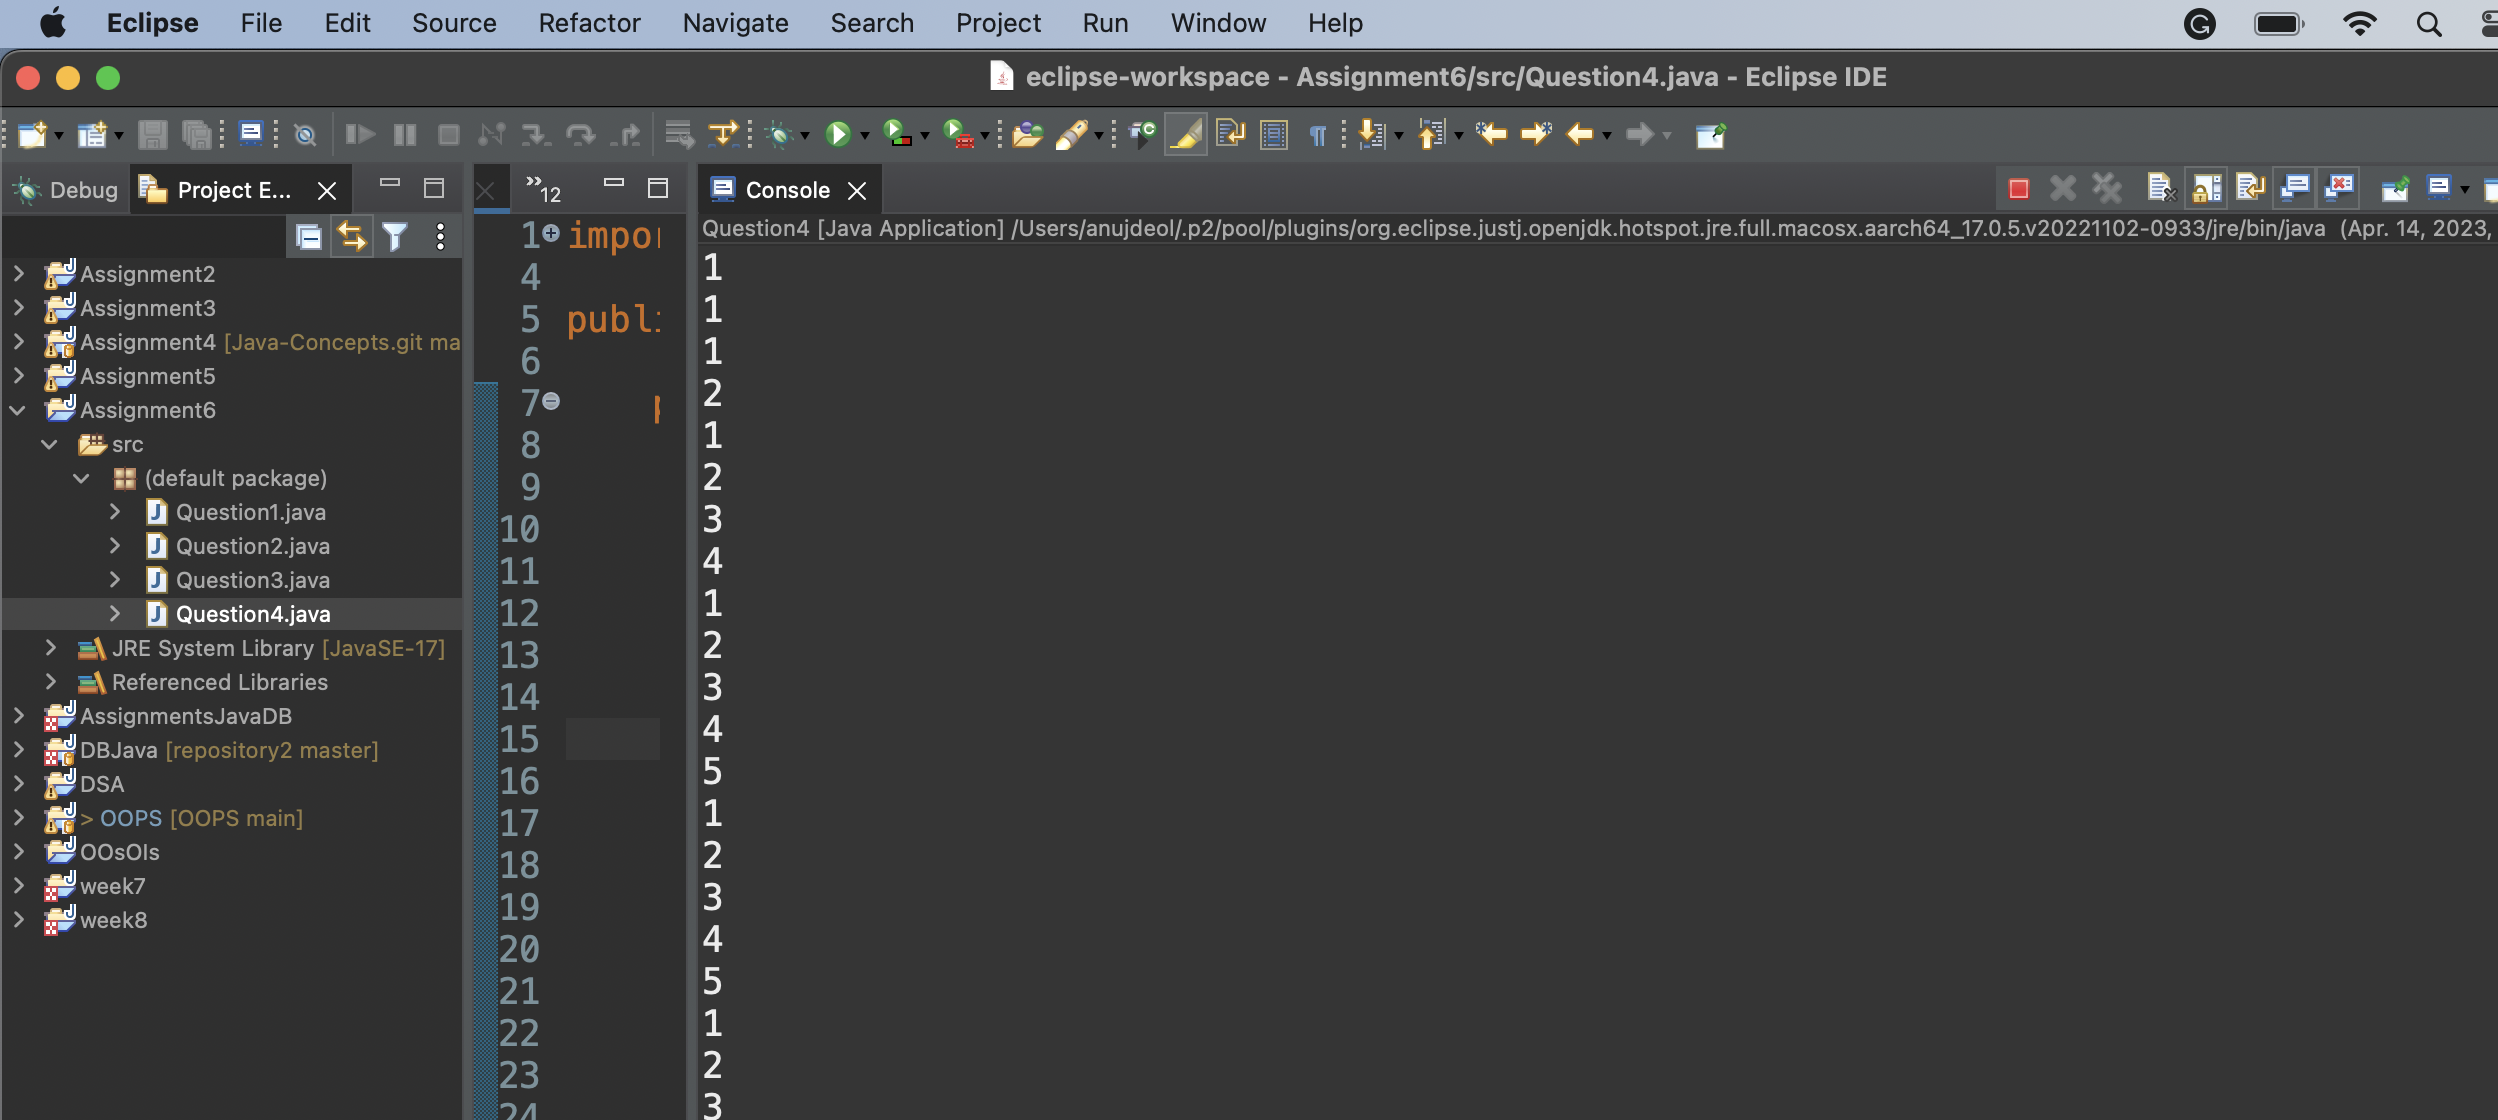 Eclipse File Edit Source Refactor Navigate Search Project Run Window Help
eclipse-workspace - Assignment6/src/Question4.java - Eclipse IDE
Debug
Project E...
»12
Console
Question4 [Java Application] /Users/anujdeol/.p2/pool/plugins/org.eclipse.justj.openjdk.hotspot.jre.full.macosx.aarch64_17.0.5.v20221102-0933/jre/bin/java (Apr. 14, 2023,
Assignment2
Assignment3
Assignment4 [Java-Concepts.git ma
Assignment5
Assignment6
src
(default package)
Question1.java
Question2.java
Question3.java
Question4.java
JRE System Library [JavaSE-17]
Referenced Libraries
AssignmentsJavaDB
DBJava [repository2 master]
DSA
> OOPS [OOPS main]
OOsOIs
week7
week8
1 impor
4
5 publi
6
7 p
8
9
10
11
12
13
14
15
16
17
18
19
20
21
22
23
24
1
1
1
2
1
2
3
4
1
2
3
4
5
1
2
3
4
5
1
2
3